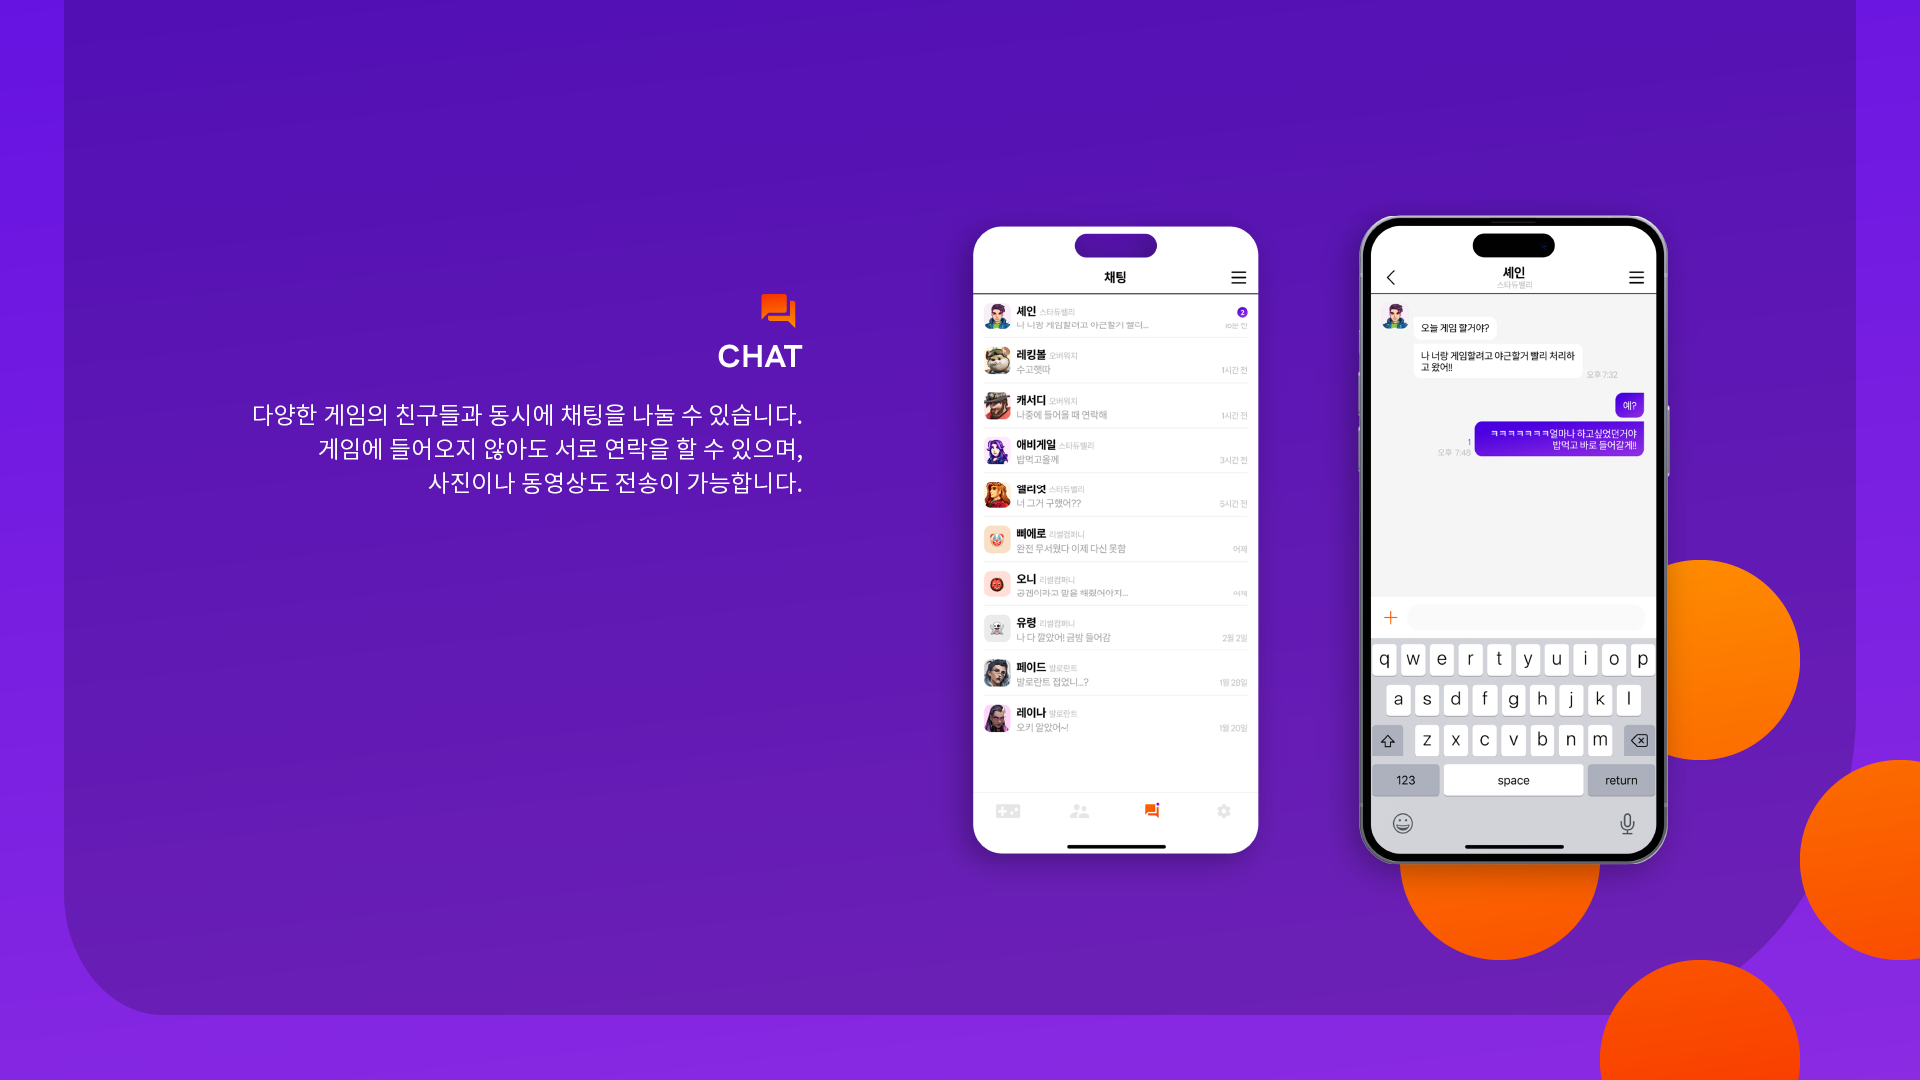 CHAT
다양한 게임의 친구들과 동시에 채팅을 나눌 수 있습니다.
게임에 들어오지 않아도 서로 연락을 할 수 있으며,
사진이나 동영상도 전송이 가능합니다.
채팅
셰인 스타듀밸리 2
나 너랑 게임할려고 야근할거 빨리... 10분 전
레킹볼 오버워치
수고햇따 1시간 전
캐서디 오버워치
나중에 들어올 때 연락해 1시간 전
애비게일 스타듀밸리
밥먹고올께 3시간 전
엘리엇 스타듀밸리
너 그거 구했어?? 5시간 전
삐에로 리썰컴퍼니
완전 무서웠다 이제 다신 못함 어제
오니 리썰컴퍼니
어제
유령 리썰컴퍼니
나 다 깔았어! 금방 들어감 2월 2일
페이드 발로란트
발로란트 접었니...? 1월 28일
레이나 발로란트
오키 알았어~! 1월 20일
셰인
스타듀밸리
오늘 게임 할거야?
나 너랑 게임할려고 야근할거 빨리 처리하
고 왔어!!
오후 7:32
예?
ㅋㅋㅋㅋㅋㅋㅋ얼마나 하고싶었던거야
밥먹고 바로 들어갈게!!
1
오후 7:48
q w e r t y u i o p
a s d f g h j k l
z x c v b n m
123 space return